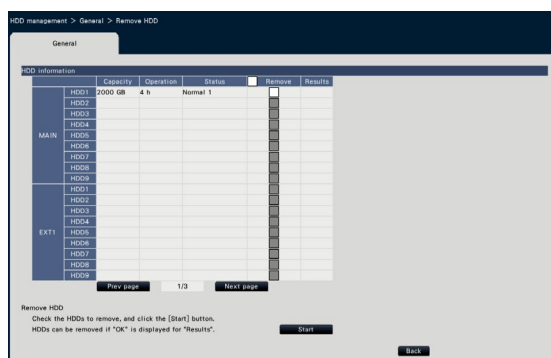 HDD management > General > Remove HDD
General
HDD information
Capacity Operation Status Remove Results
MAIN
HDD1 2000 GB 4 h Normal 1
HDD2
HDD3
HDD4
HDD5
HDD6
HDD7
HDD8
HDD9
EXT1
HDD1
HDD2
HDD3
HDD4
HDD5
HDD6
HDD7
HDD8
HDD9
Prev page 1/3 Next page
Remove HDD
Check the HDDs to remove, and click the [Start] button.
HDDs can be removed if "OK" is displayed for "Results". Start
Back